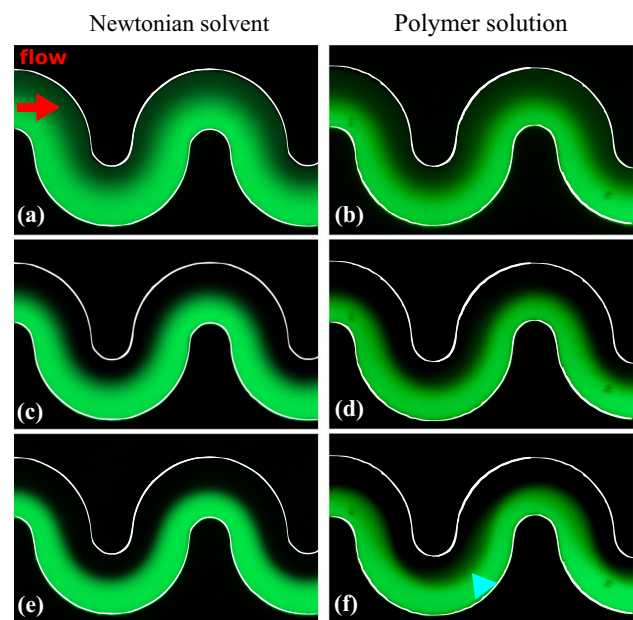 Newtonian solvent Polymer solution
flow
(a) (b)
(c) (d)
(e) (f)